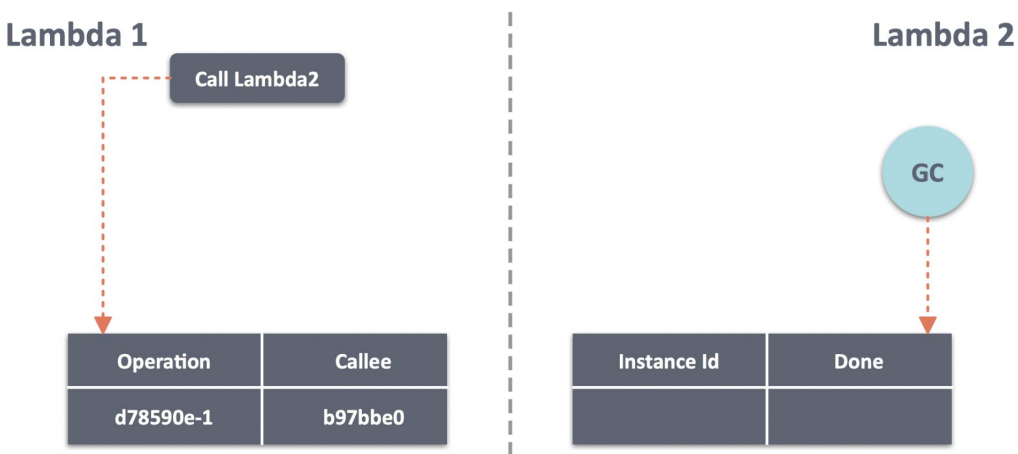 Lambda 1
Lambda 2
Call Lambda2
GC
Operation Callee
d78590e-1 b97bbe0
Instance Id Done